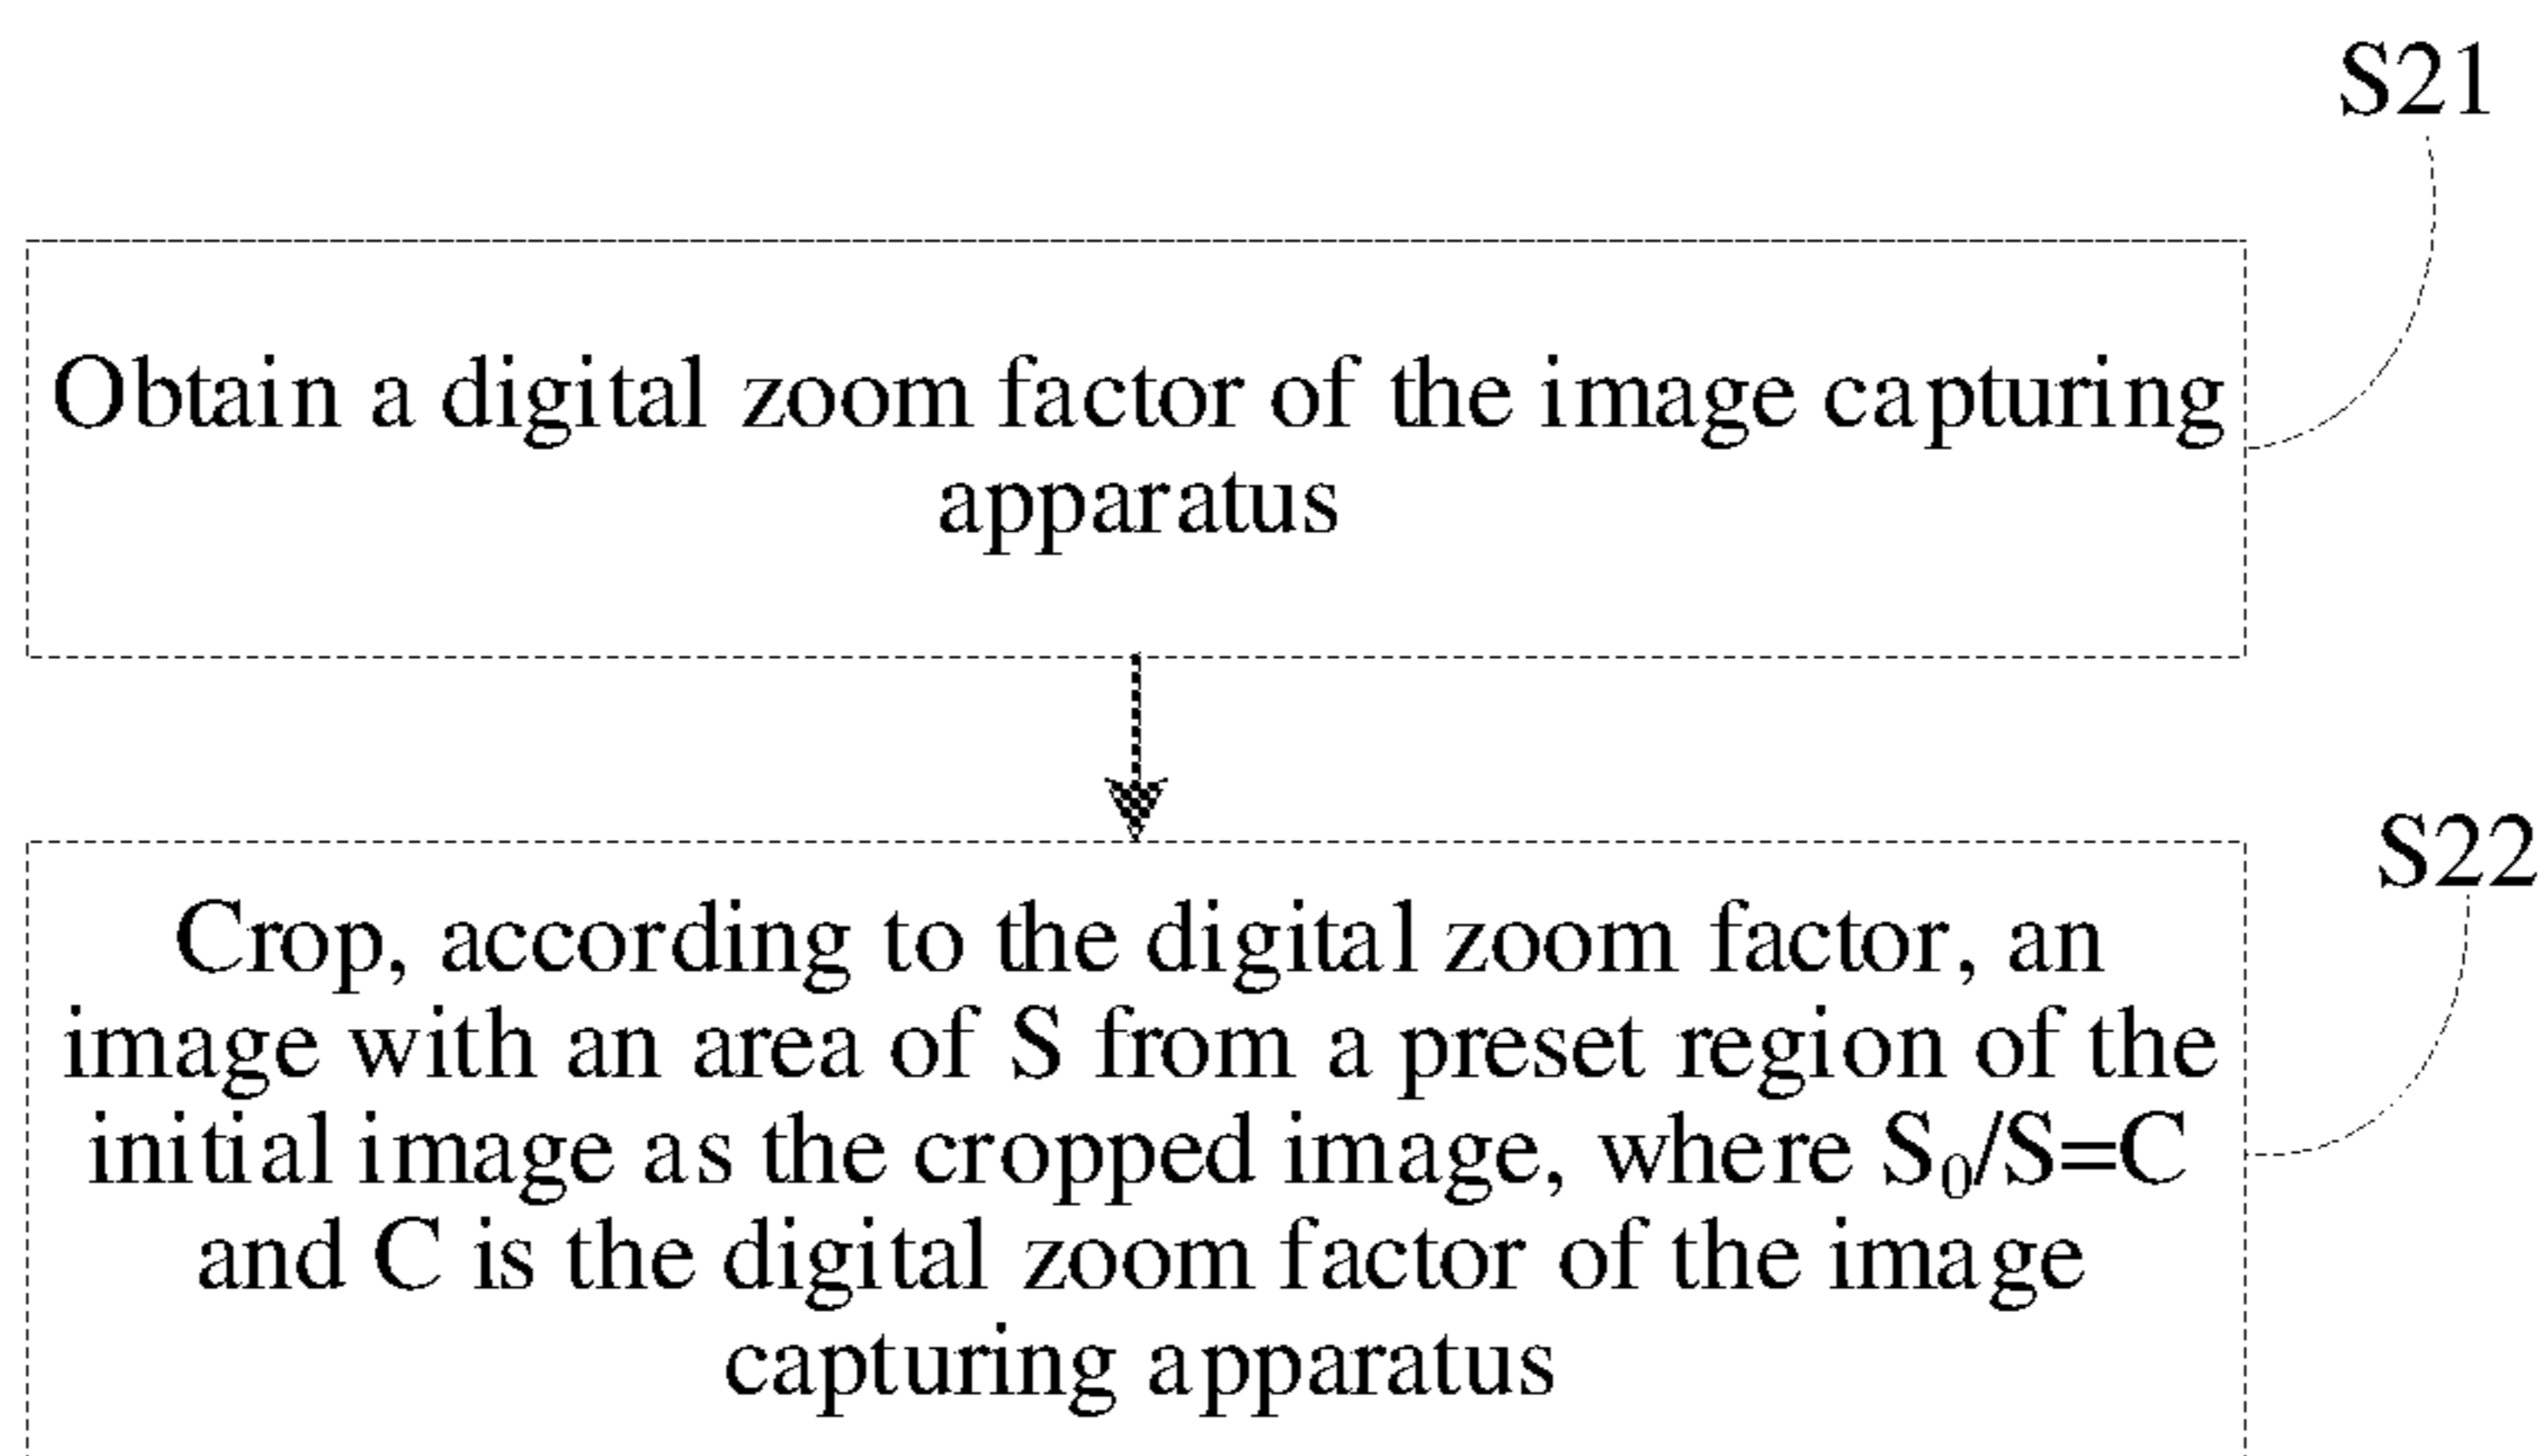 S21
Obtain a digital zoom factor of the image capturing
apparatus
S22
Crop, according to the digital zoom factor, an
image with an area of S from a preset region of the
initial image as the cropped image, where S₀/S=C
and C is the digital zoom factor of the image
capturing apparatus